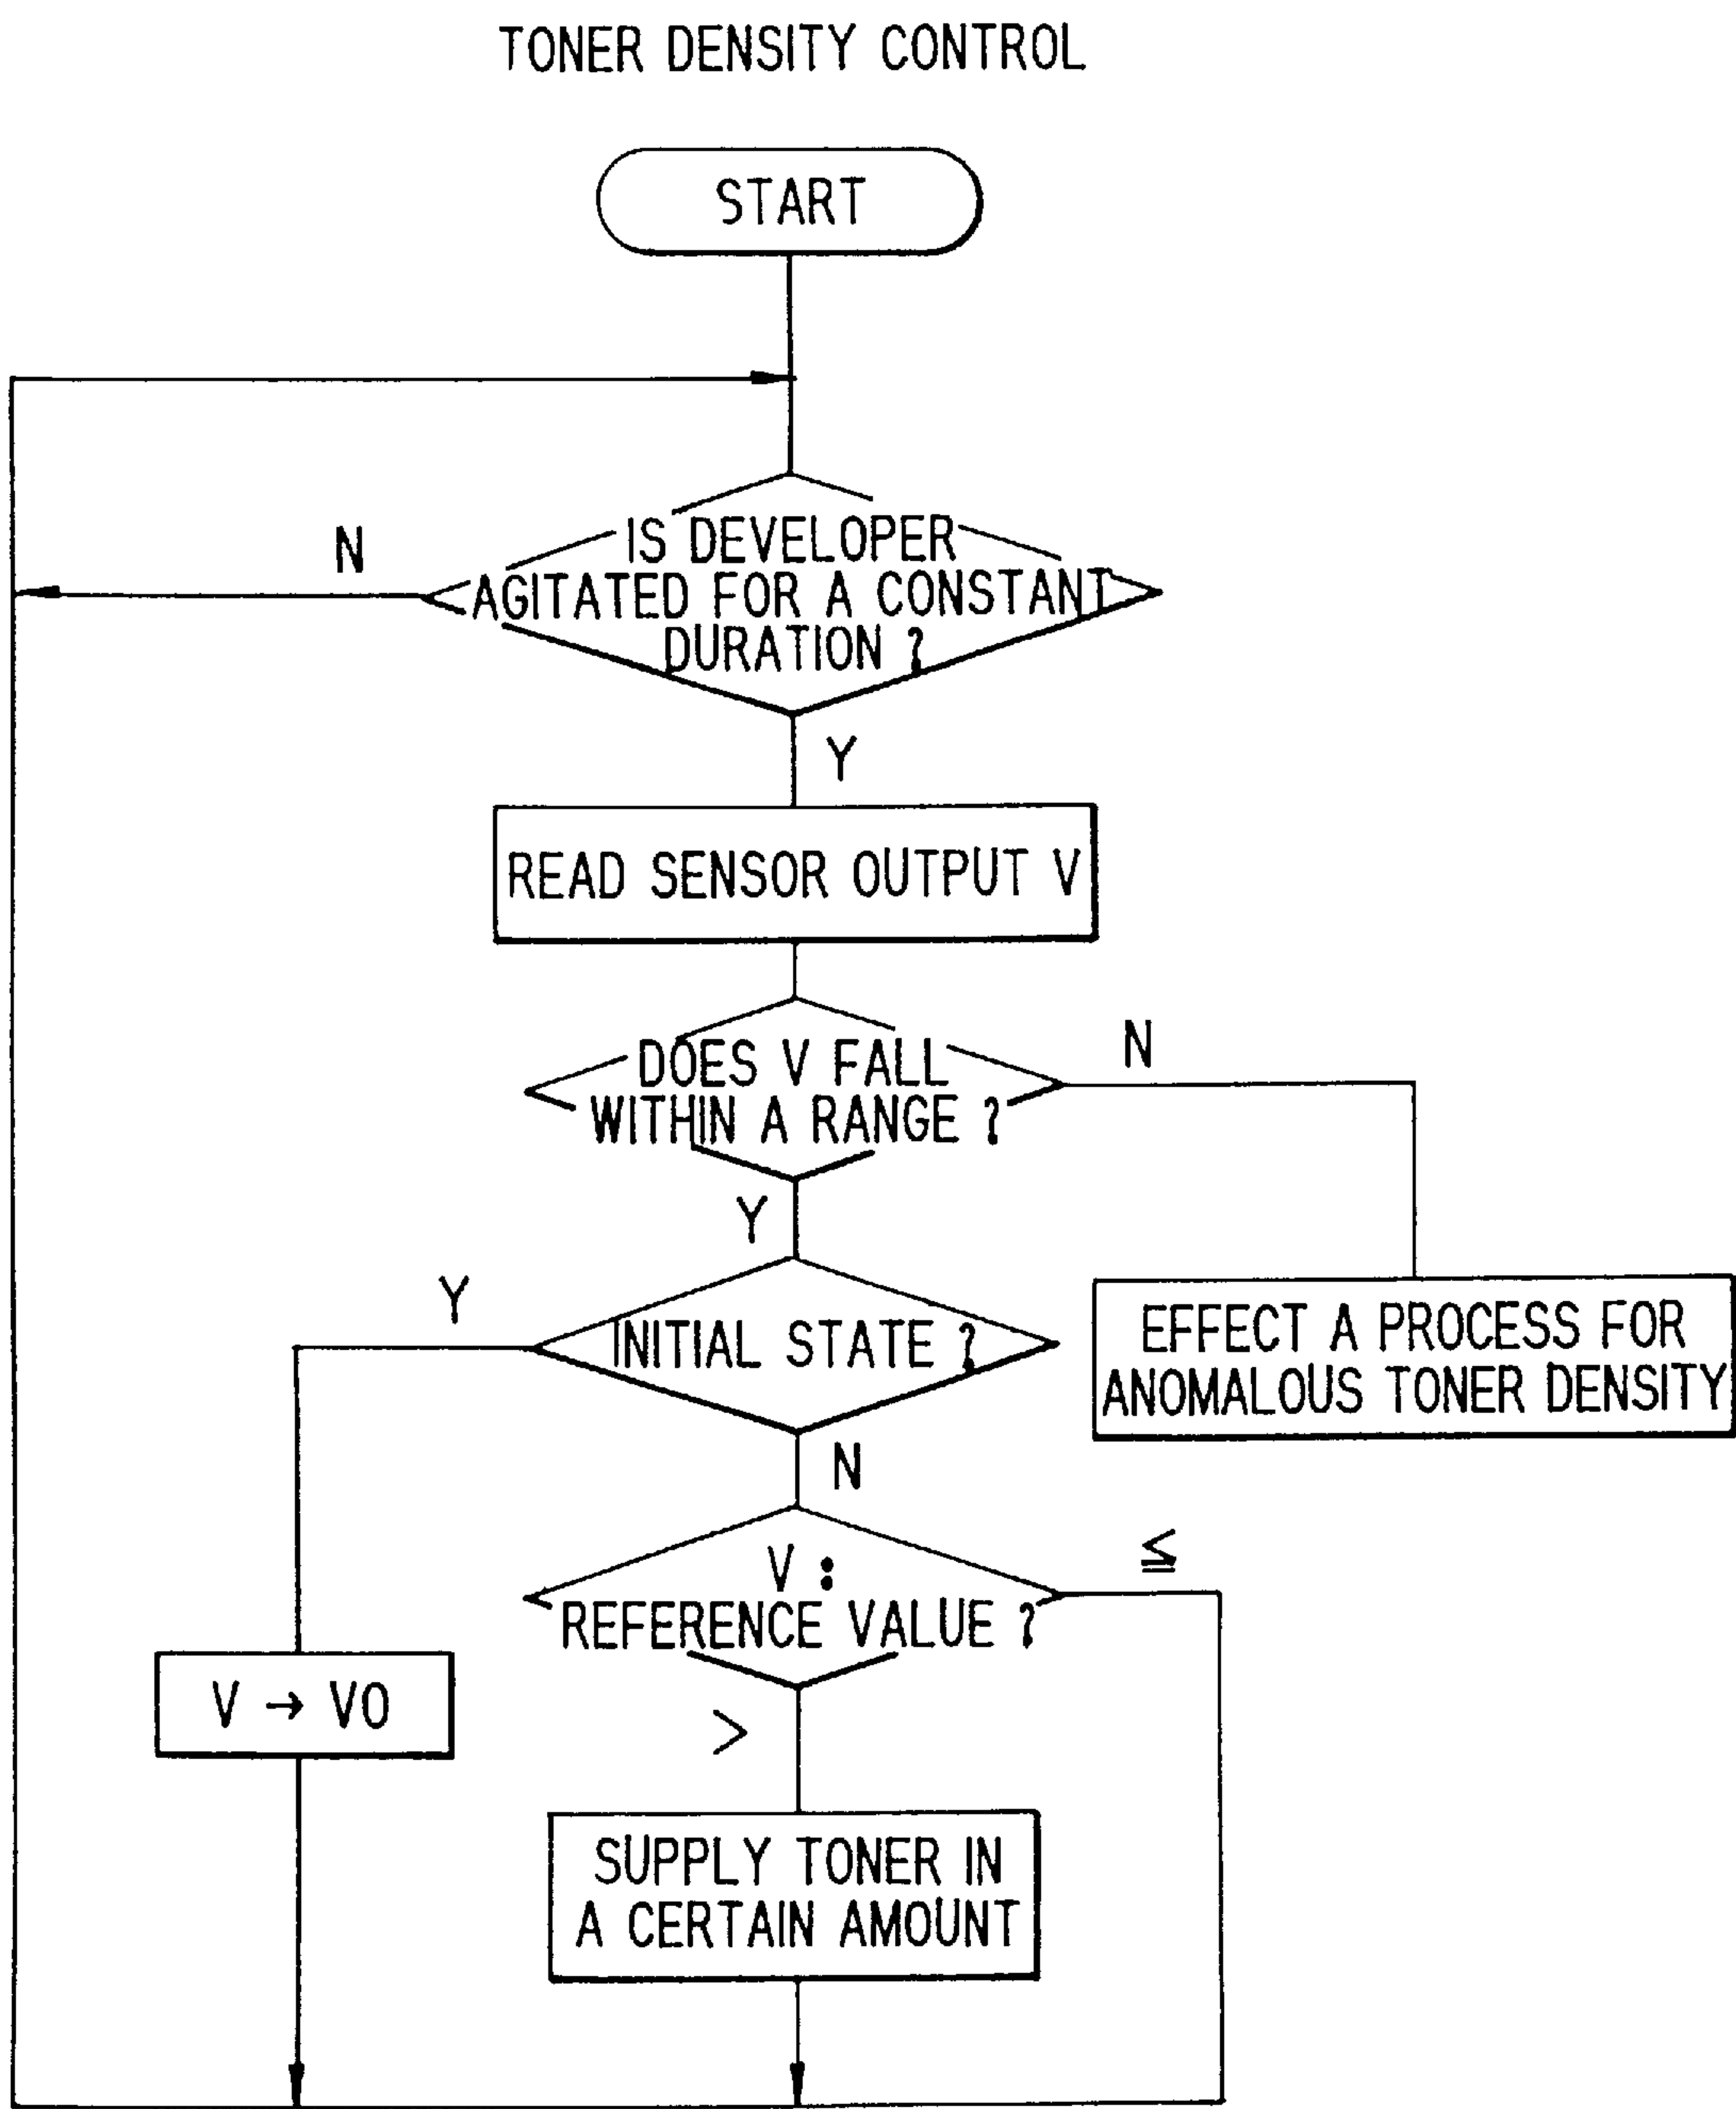 TONER DENSITY CONTROL
START
IS DEVELOPER
AGITATED FOR A CONSTANT
DURATION ?
N
Y
READ SENSOR OUTPUT V
DOES V FALL
WITHIN A RANGE ?
N
Y
INITIAL STATE ?
Y
N
EFFECT A PROCESS FOR
ANOMALOUS TONER DENSITY
V :
REFERENCE VALUE ?
≦
>
V → VO
SUPPLY TONER IN
A CERTAIN AMOUNT